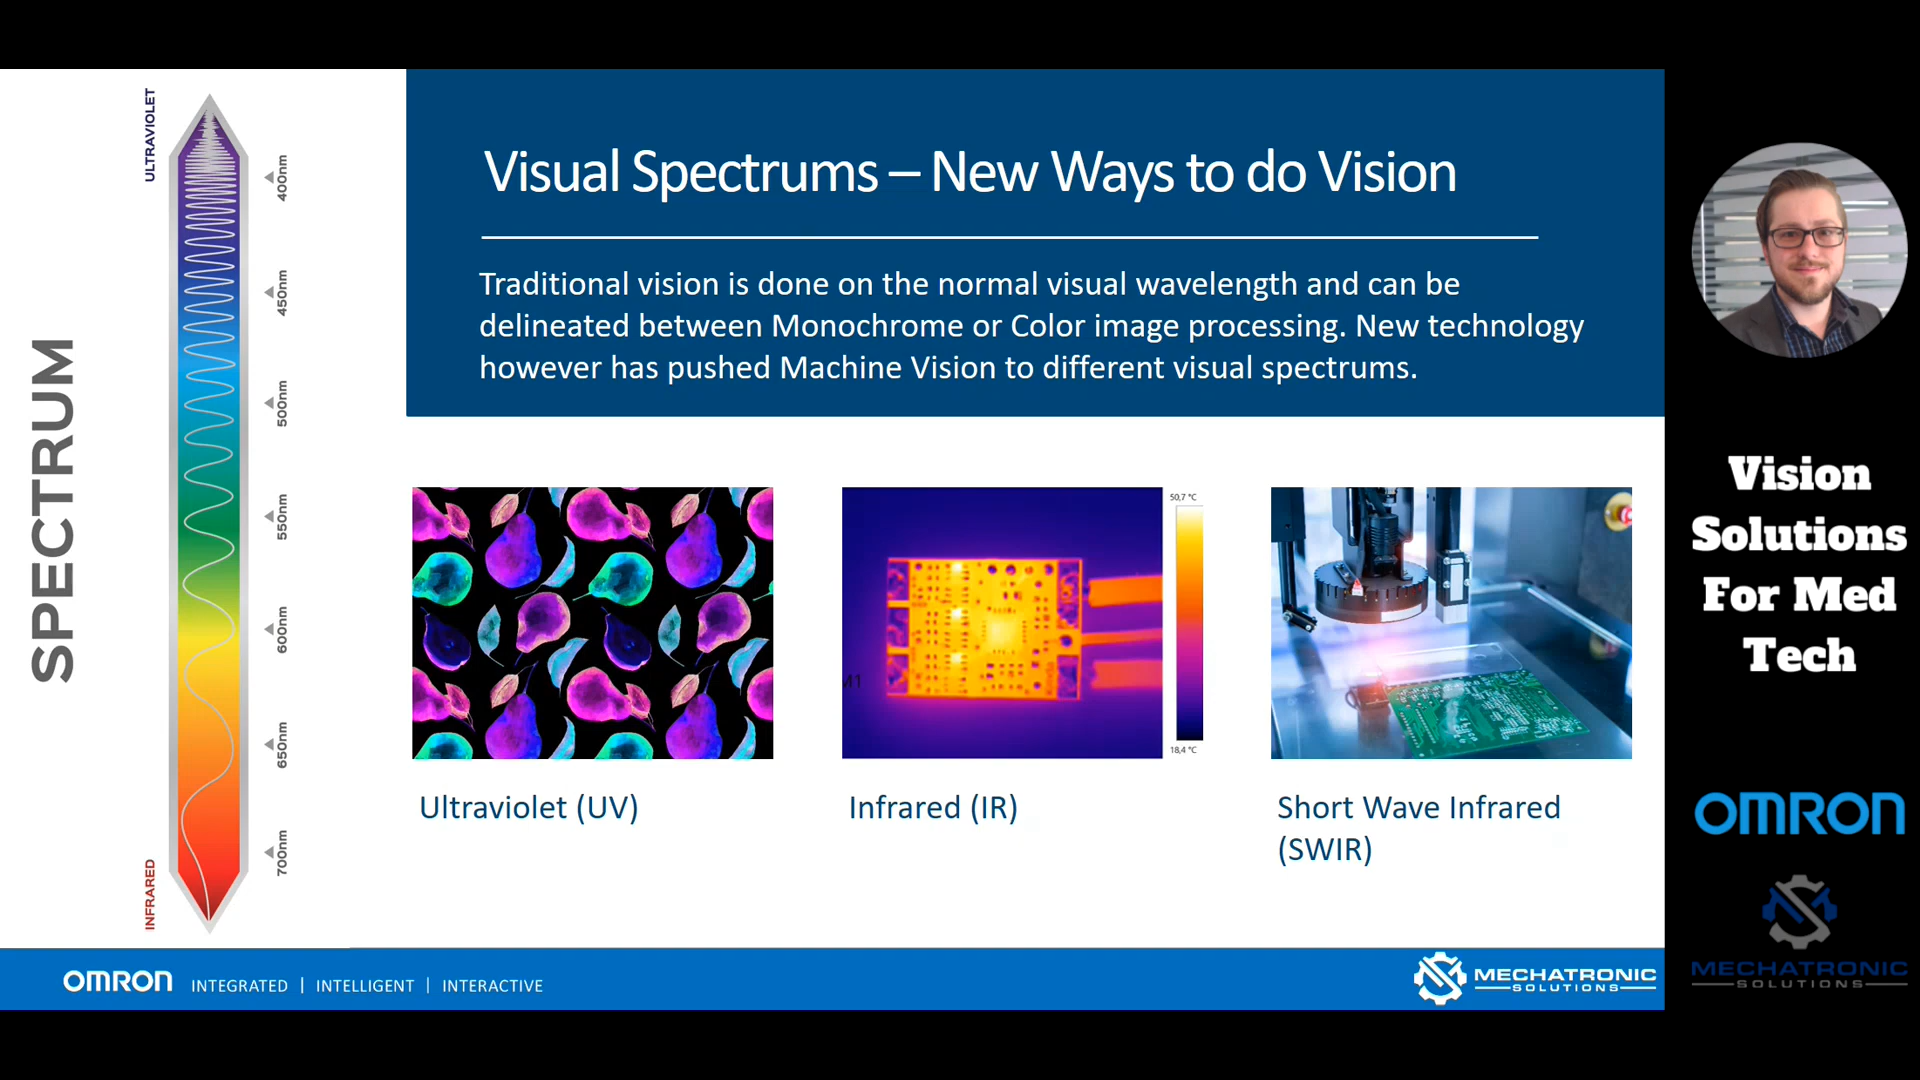 SPECTRUM
ULTRAVIOLET
400nm
450nm
500nm
550nm
600nm
650nm
700nm
INFRARED
Visual Spectrums – New Ways to do Vision
Traditional vision is done on the normal visual wavelength and can be
delineated between Monochrome or Color image processing. New technology
however has pushed Machine Vision to different visual spectrums.
50,7 °C
M1
18,4 °C
Ultraviolet (UV)
Infrared (IR)
Short Wave Infrared
(SWIR)
OMRON INTEGRATED | INTELLIGENT | INTERACTIVE
MECHATRONIC
SOLUTIONS
Vision
Solutions
For Med
Tech
OMRON
MECHATRONIC
SOLUTIONS